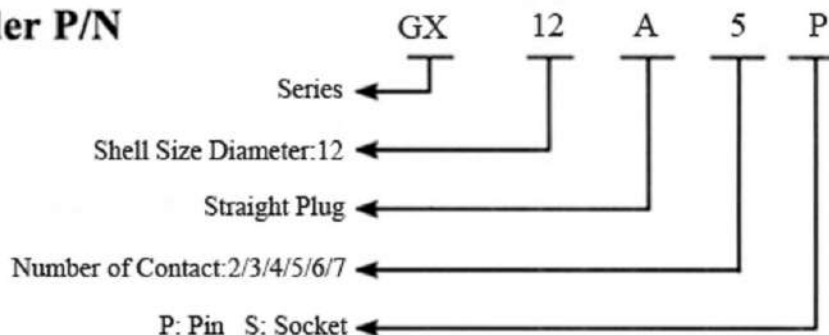 P/N
GX 12 A 5 P
Series
Shell Size Diameter:12
Straight Plug
Number of Contact:2/3/4/5/6/7
P: Pin S: Socket